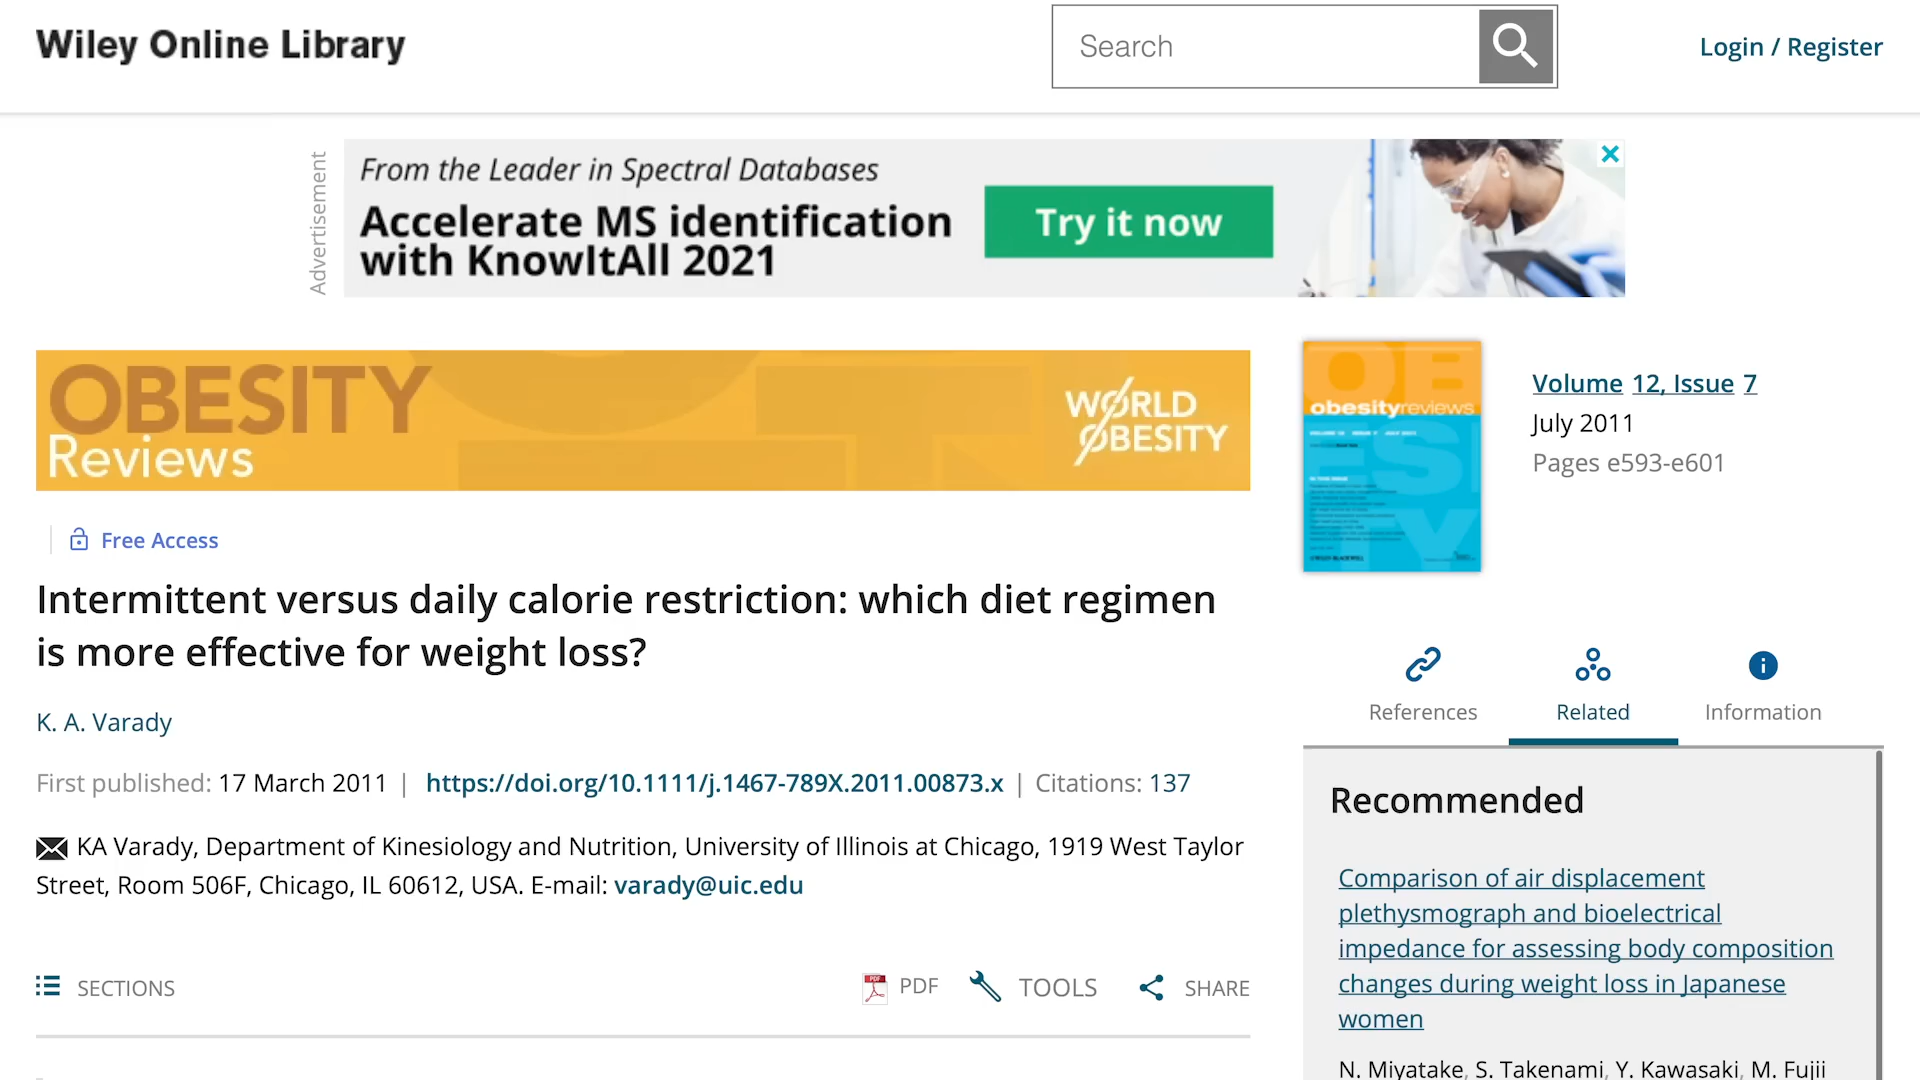 Wiley Online Library
Search
Login / Register
Advertisement
From the Leader in Spectral Databases
Accelerate MS identification
with KnowItAll 2021
Try it now
OBESITY
Reviews
WORLD
OBESITY
obesityreviews
Volume 12, Issue 7
July 2011
Pages e593-e601
Free Access
Intermittent versus daily calorie restriction: which diet regimen
is more effective for weight loss?
K. A. Varady
First published: 17 March 2011 | https://doi.org/10.1111/j.1467-789X.2011.00873.x | Citations: 137
KA Varady, Department of Kinesiology and Nutrition, University of Illinois at Chicago, 1919 West Taylor
Street, Room 506F, Chicago, IL 60612, USA. E-mail: varady@uic.edu
SECTIONS
PDF
TOOLS
SHARE
References
Related
Information
Recommended
Comparison of air displacement
plethysmograph and bioelectrical
impedance for assessing body composition
changes during weight loss in Japanese
women
N. Miyatake, S. Takenami, Y. Kawasaki, M. Fujii